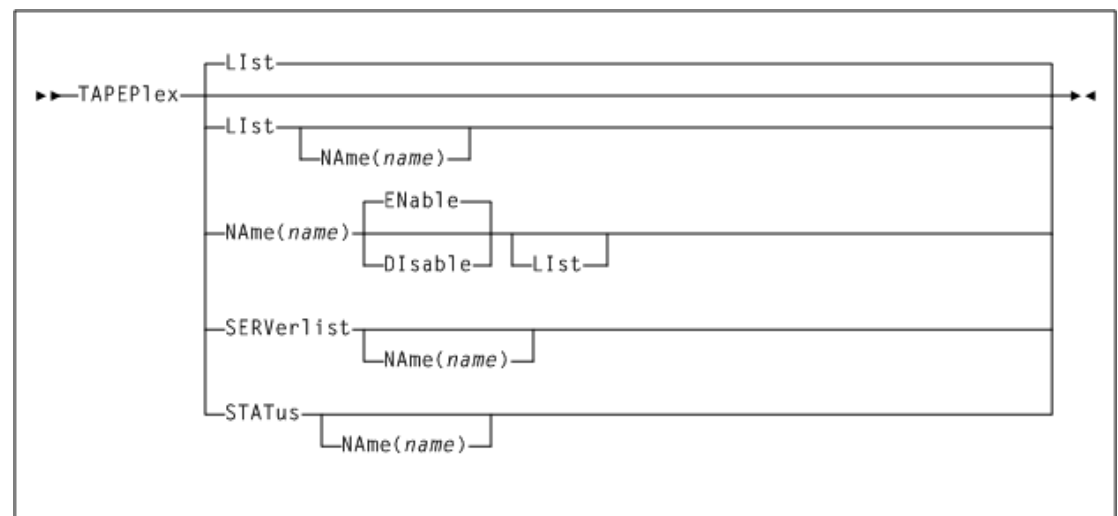 LIst
TAPEPlex
LIst
NAme(name)
ENable
NAme(name)
DIsable
LIst
SERVerlist
NAme(name)
STATus
NAme(name)